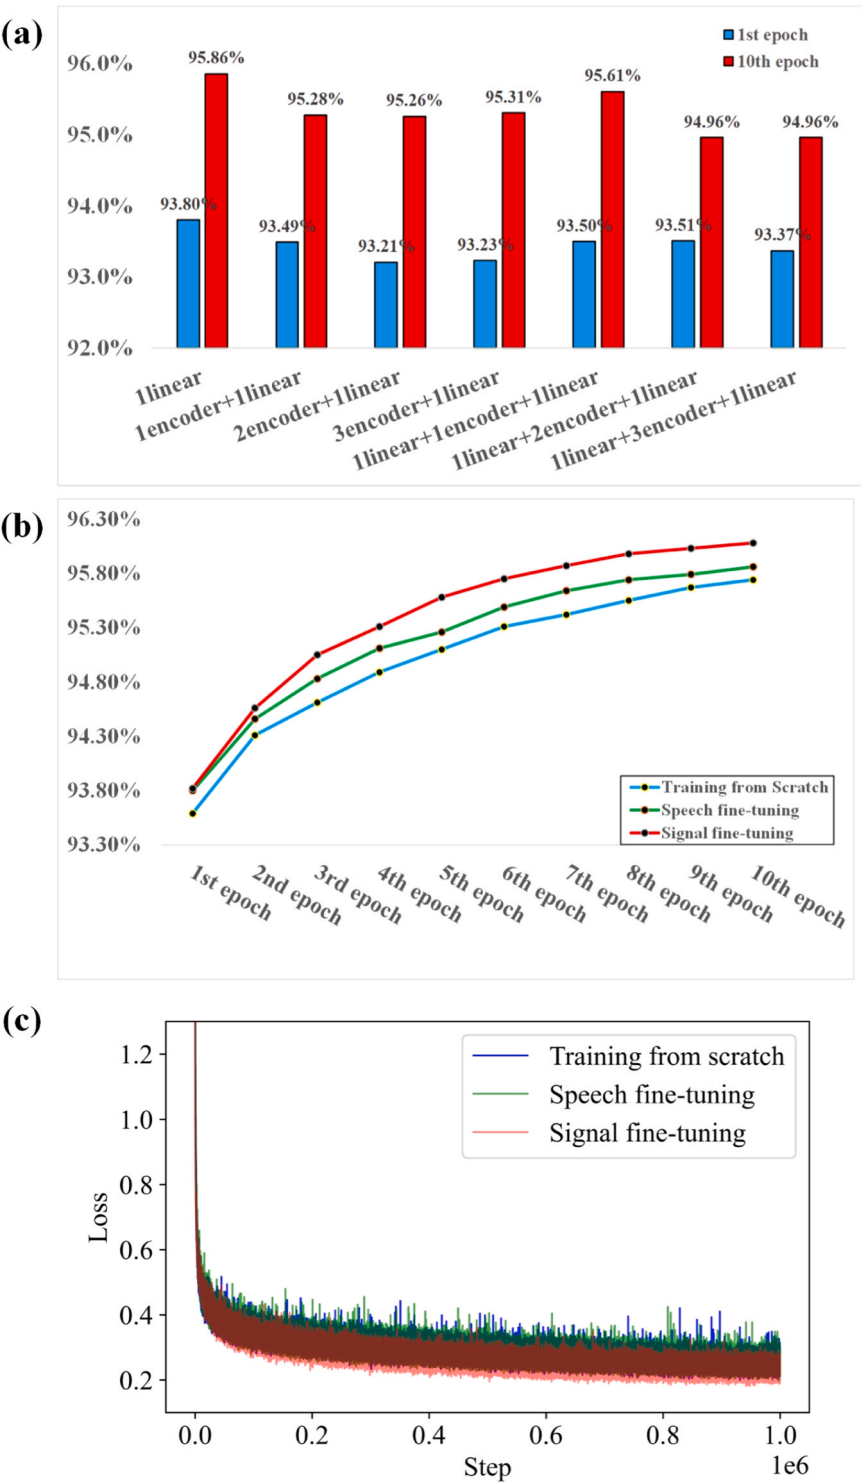 (a)
1st epoch
10th epoch
96.0%
95.0%
94.0%
93.0%
92.0%
95.86%
95.28%
95.26%
95.31%
95.61%
94.96%
94.96%
93.80%
93.49%
93.21%
93.23%
93.50%
93.51%
93.37%
1linear
1encoder+1linear
2encoder+1linear
3encoder+1linear
1linear+1encoder+1linear
1linear+2encoder+1linear
1linear+3encoder+1linear
(b)
96.30%
95.80%
95.30%
94.80%
94.30%
93.80%
93.30%
Training from Scratch
Speech fine-tuning
Signal fine-tuning
1st epoch
2nd epoch
3rd epoch
4th epoch
5th epoch
6th epoch
7th epoch
8th epoch
9th epoch
10th epoch
(c)
Training from scratch
Speech fine-tuning
Signal fine-tuning
Loss
1.2
1.0
0.8
0.6
0.4
0.2
0.0
0.2
0.4
0.6
0.8
1.0
Step
1e6